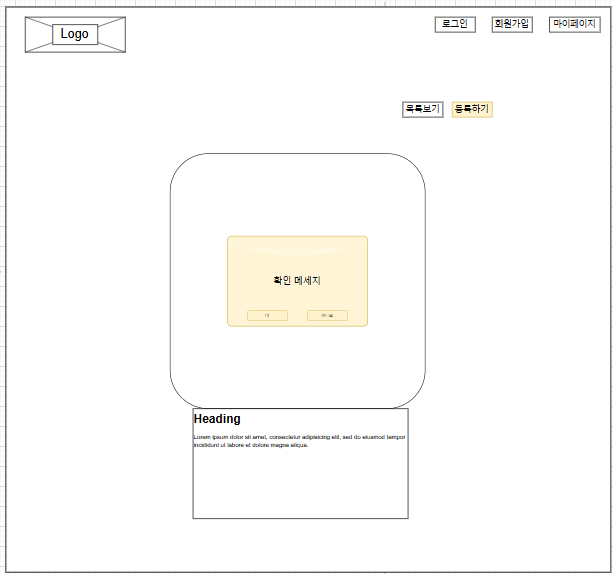 Logo
로그인
회원가입
마이페이지
목록보기
등록하기
확인 메세지
Heading
Lorem ipsum dolor sit amet, consectetur adipisicing elit, sed do eiusmod tempor
incididunt ut labore et dolore magna aliqua.